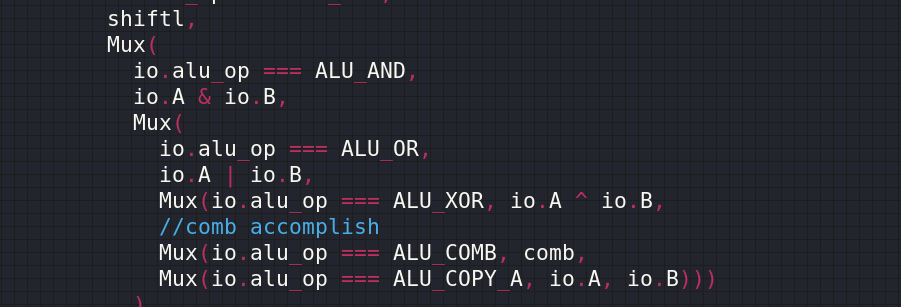 shiftl,
Mux(
io.alu_op === ALU_AND,
io.A & io.B,
Mux(
io.alu_op === ALU_OR,
io.A | io.B,
Mux(io.alu_op === ALU_XOR, io.A ^ io.B,
//comb accomplish
Mux(io.alu_op === ALU_COMB, comb,
Mux(io.alu_op === ALU_COPY_A, io.A, io.B)))
)